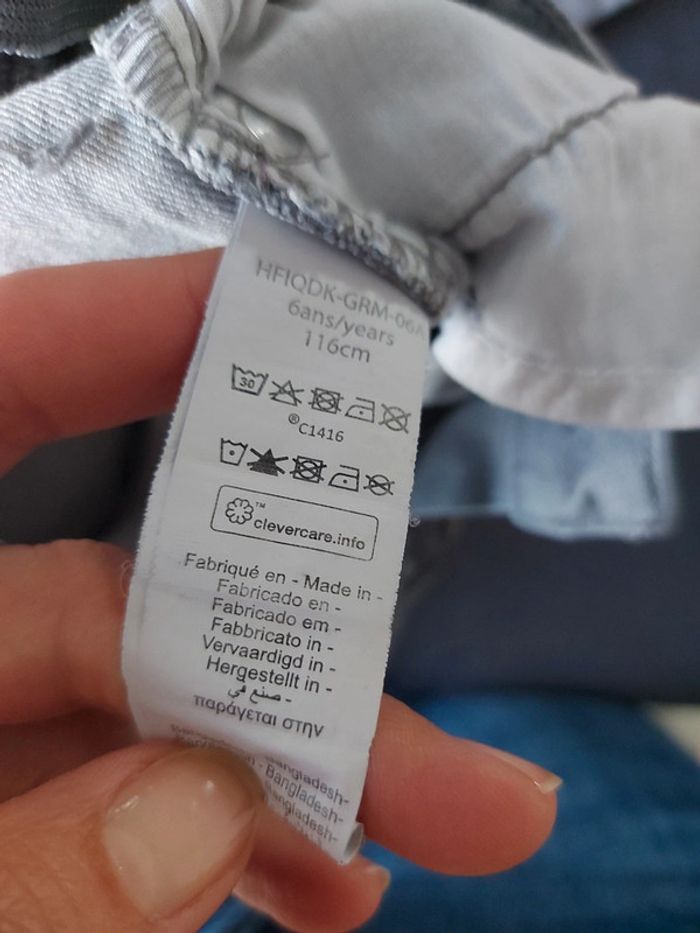 HFIQDK-GRM-06A
6ans/years
116cm
30
®C1416
™
clevercare.info
Fabriqué en - Made in -
Fabricado en -
Fabricado em -
Fabbricato in -
Vervaardigd in -
Hergestellt in -
صنع في -
παράγεται στην
Bangladesh-
- Bangladesh-
Bangladesh-